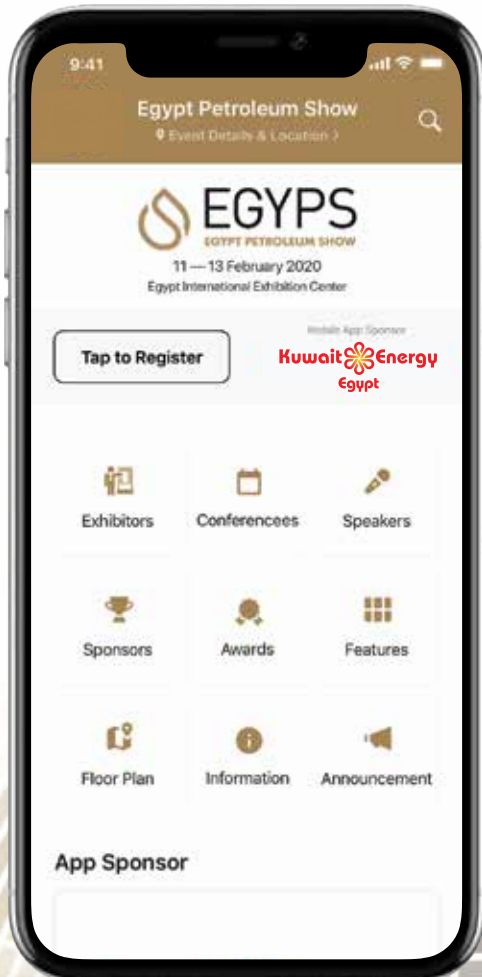 9:41
Egypt Petroleum Show
Event Details & Location >
EGYPS
EGYPT PETROLEUM SHOW
11 — 13 February 2020
Egypt International Exhibition Center
Mobile App Sponsor
Tap to Register
Kuwait Energy
Egypt
Exhibitors Conferencees Speakers
Sponsors Awards Features
Floor Plan Information Announcement
App Sponsor